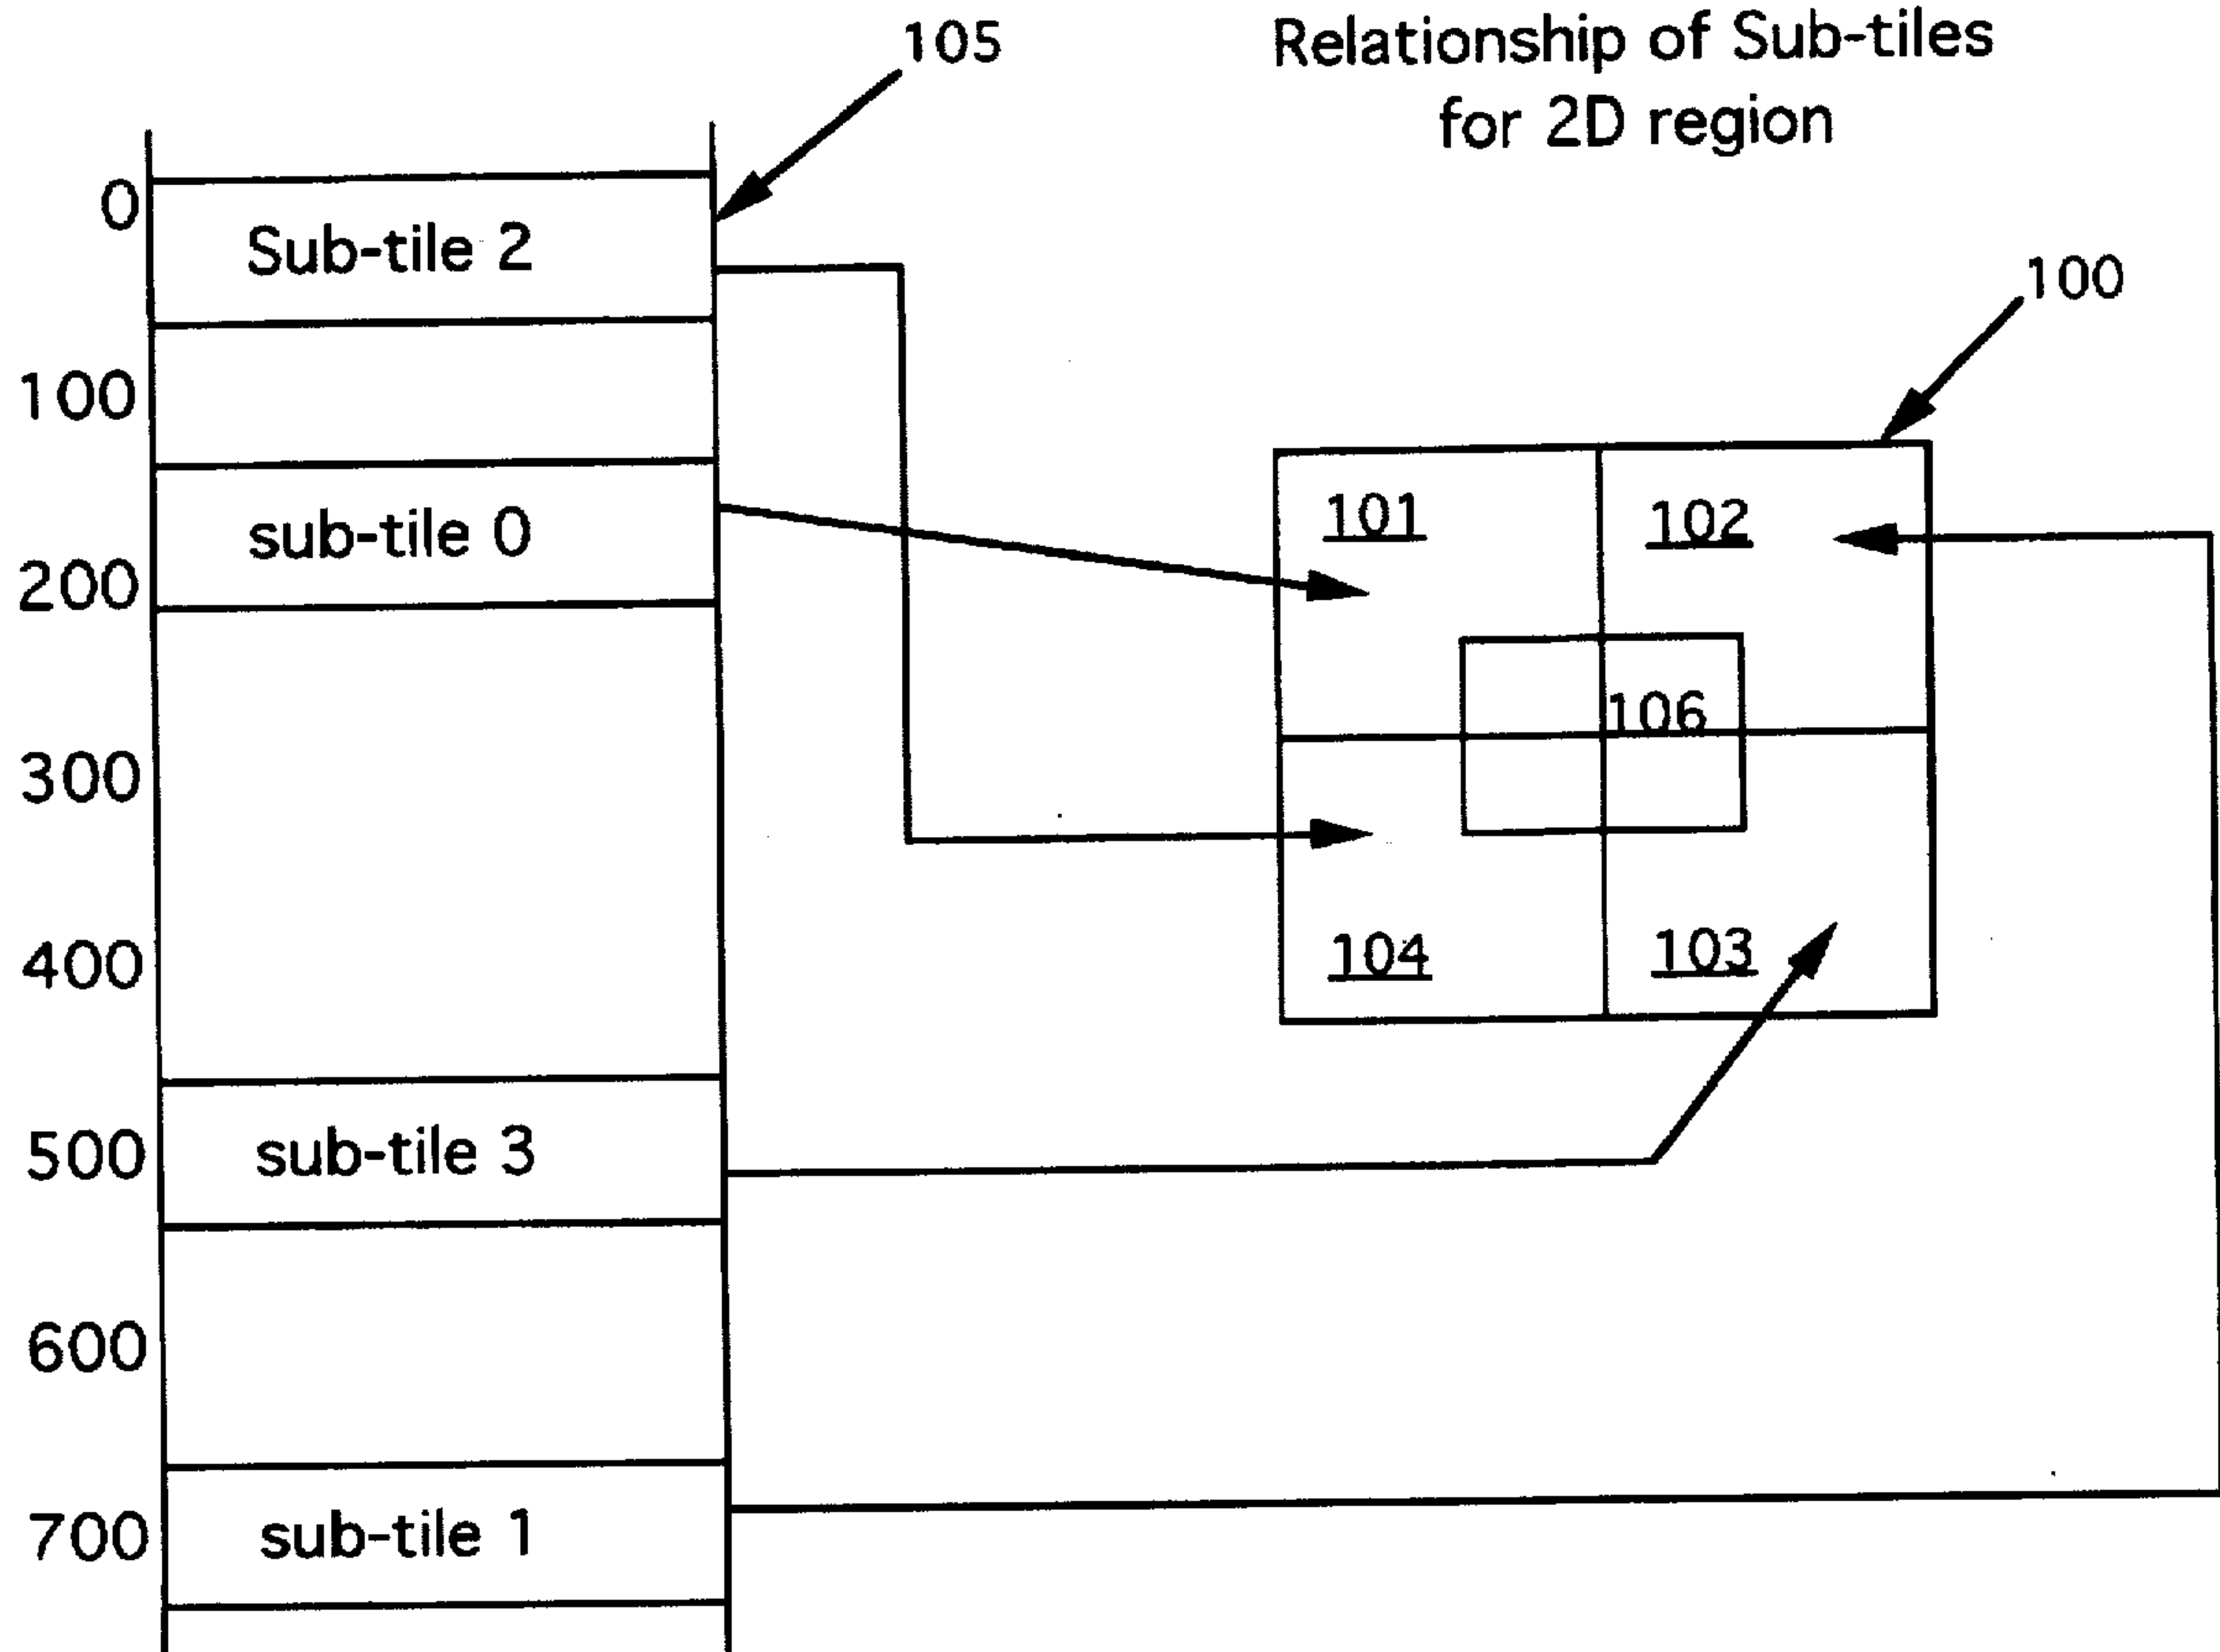 105
Relationship of Sub-tiles
for 2D region
0
Sub-tile 2
100
100
sub-tile 0
200
101
102
106
300
400
104
103
500
sub-tile 3
600
700
sub-tile 1